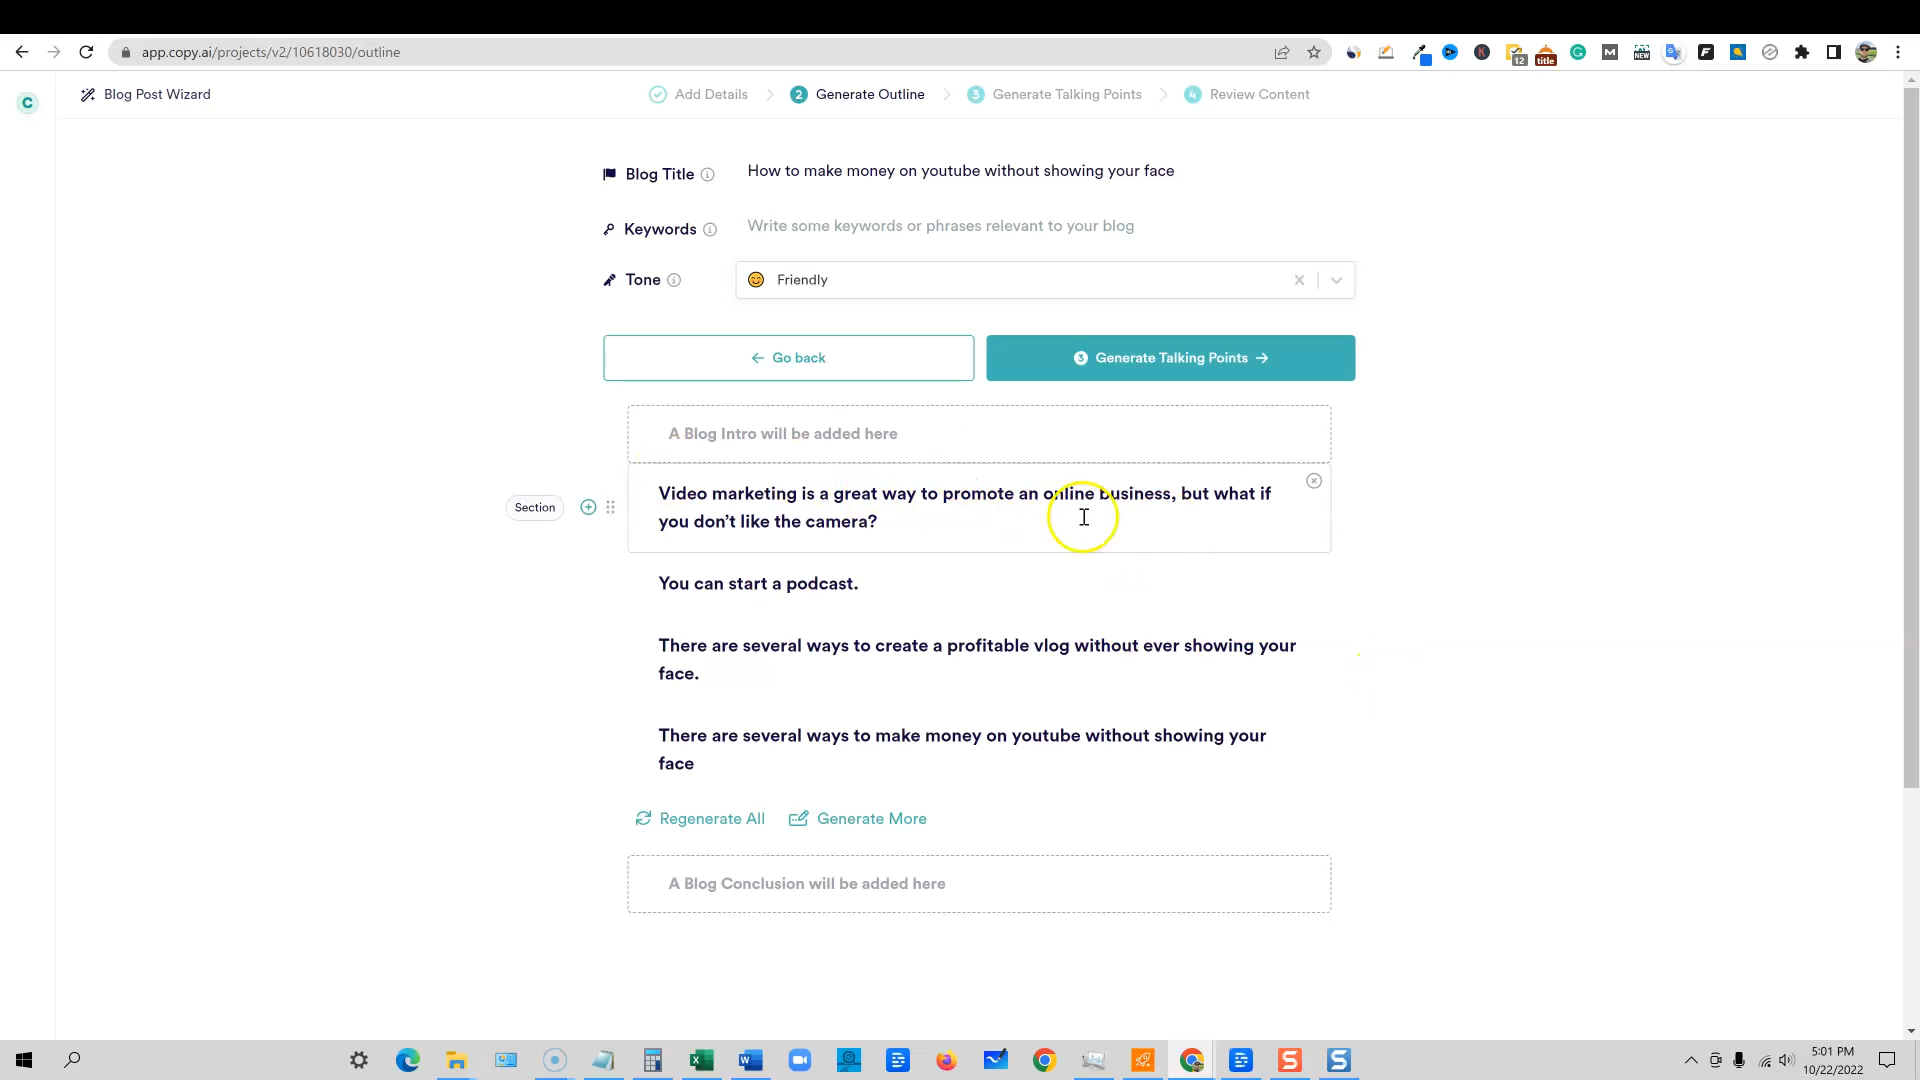 app.copy.ai/projects/v2/10618030/outline
12
title
NEW
C
Blog Post Wizard
Add Details
2 Generate Outline
3 Generate Talking Points
4 Review Content
Blog Title
How to make money on youtube without showing your face
Keywords
Write some keywords or phrases relevant to your blog
Tone
Friendly
Go back
3 Generate Talking Points
A Blog Intro will be added here
Section
Video marketing is a great way to promote an online business, but what if
you don’t like the camera?
You can start a podcast.
There are several ways to create a profitable vlog without ever showing your
face.
There are several ways to make money on youtube without showing your
face
Regenerate All
Generate More
A Blog Conclusion will be added here
5:01 PM
10/22/2022